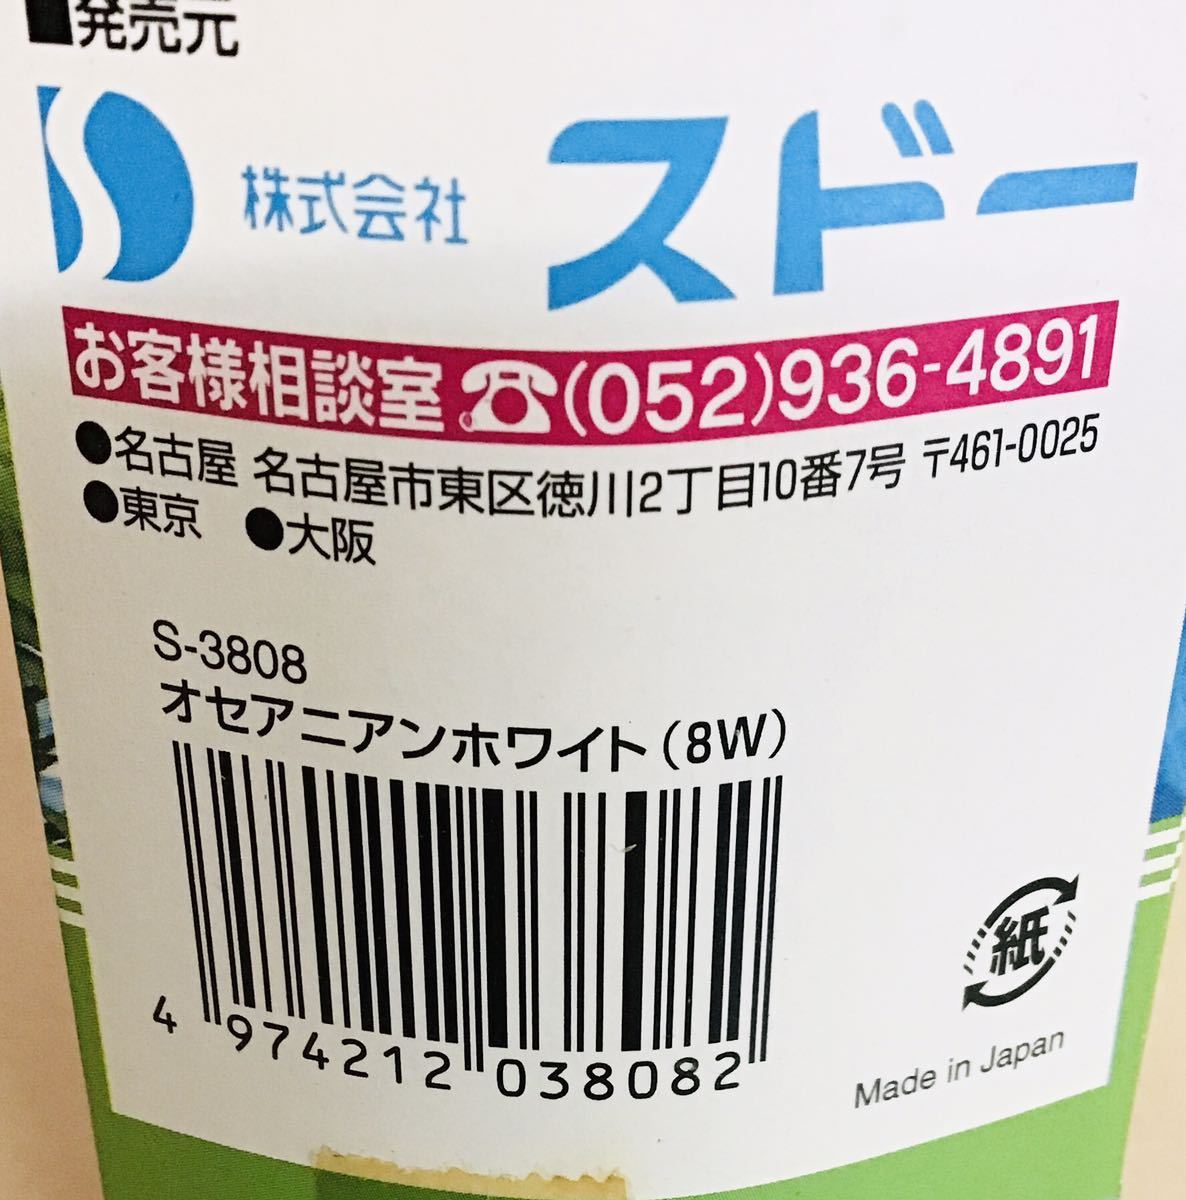 ■発売元
株式会社 スドー
お客様相談室 ☎(052)936-4891
●名古屋 名古屋市東区徳川2丁目10番7号 〒461-0025
●東京 ●大阪
S-3808
オセアニアンホワイト(8W)
4 974212 038082
紙
Made in Japan